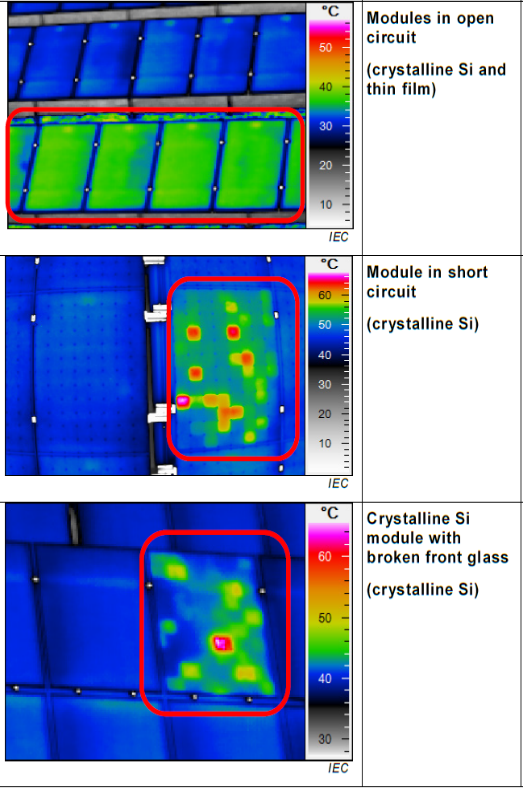 °C
50
40
30
20
10
IEC
Modules in open
circuit
(crystalline Si and
thin film)
°C
60
50
40
30
20
10
IEC
Module in short
circuit
(crystalline Si)
°C
60
50
40
30
IEC
Crystalline Si
module with
broken front glass
(crystalline Si)